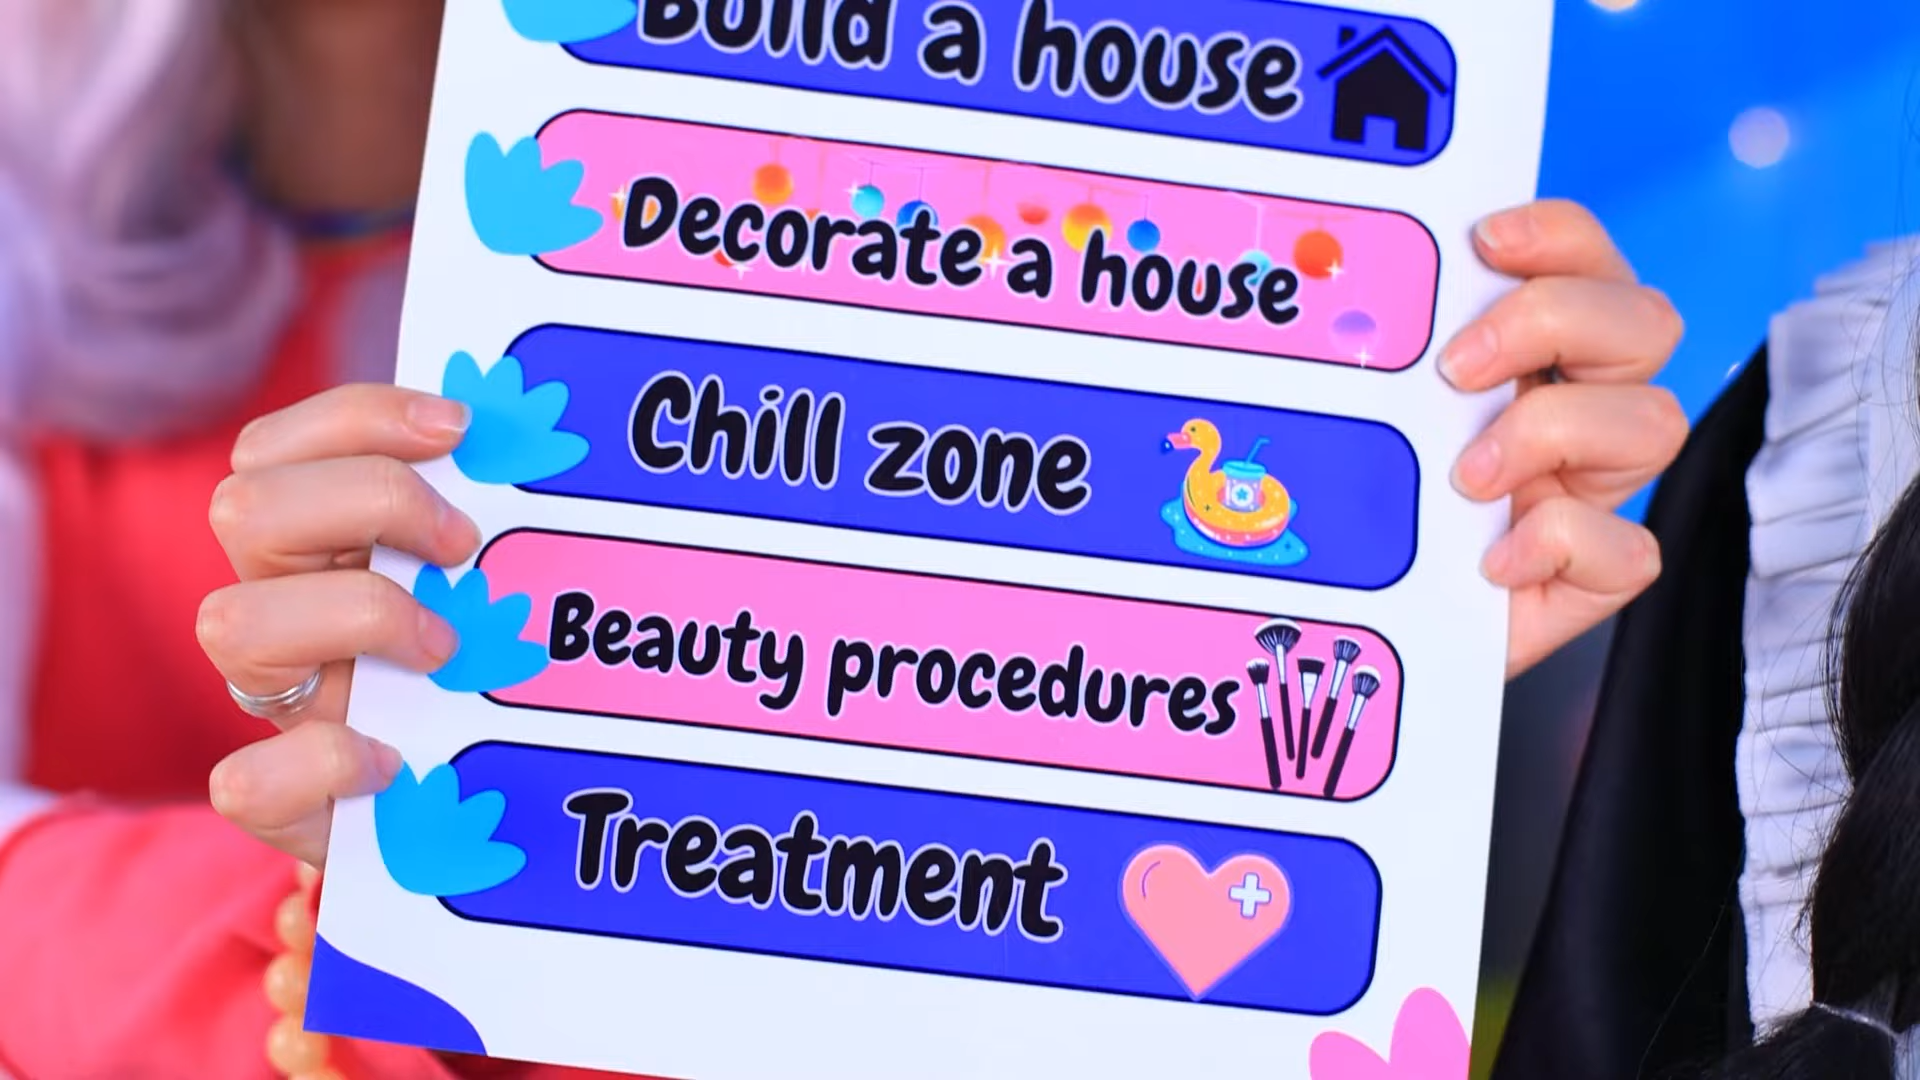 Build a house
Decorate a house
Chill zone
Beauty procedures
Treatment